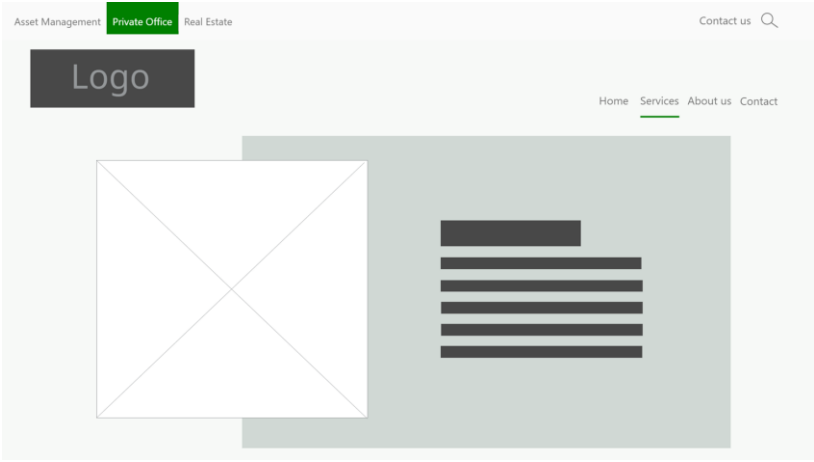 Asset Management Private Office Real Estate Contact us
Logo
Home Services About us Contact